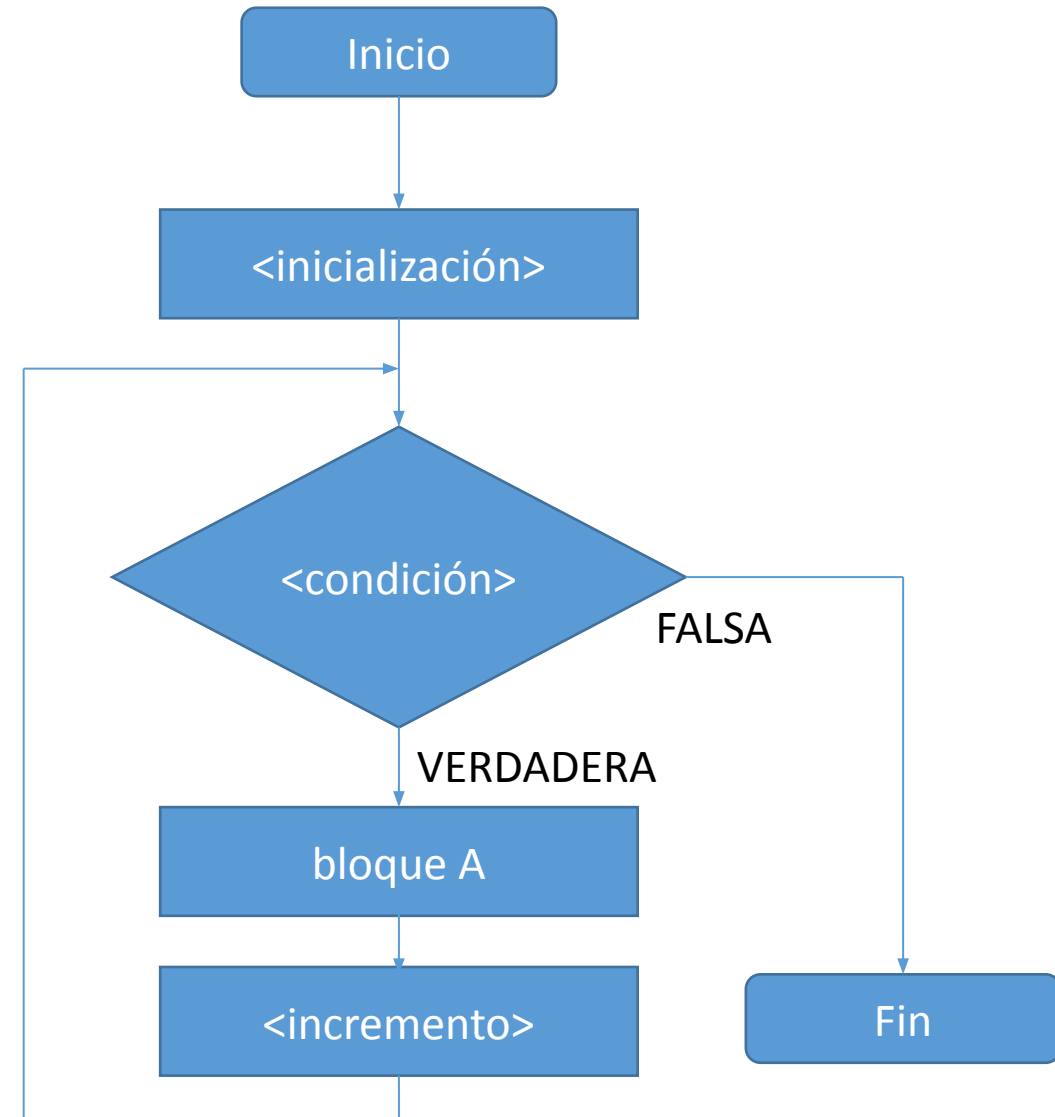 Inicio
<inicialización>
<condición>
FALSA
VERDADERA
bloque A
<incremento>
Fin